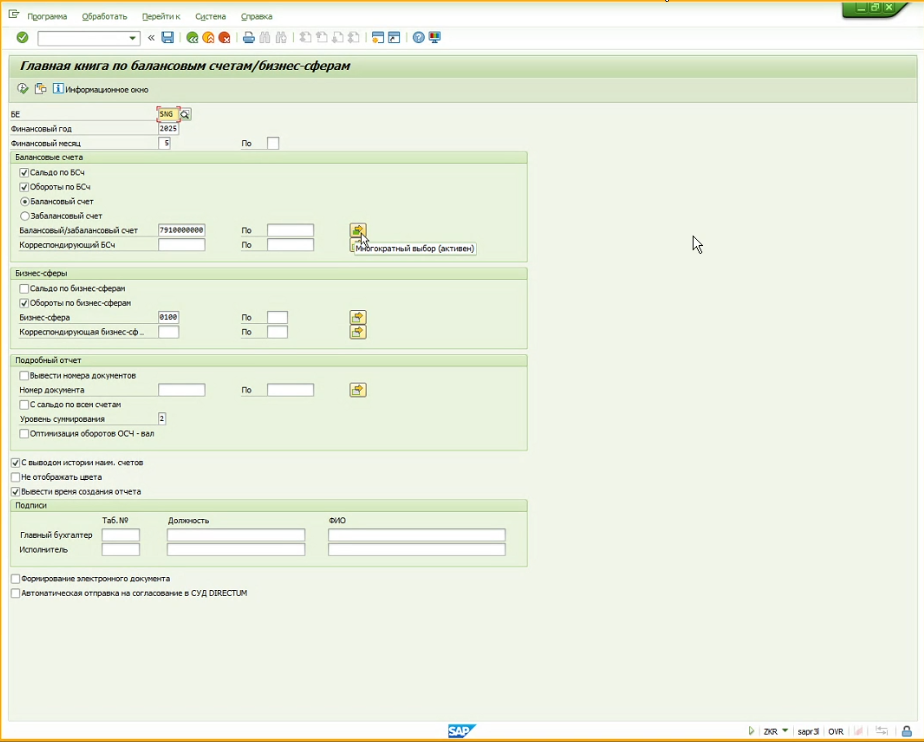 Программа Обработать Перейти к Система Справка
Главная книга по балансовым счетам/бизнес-сферам
Информационное окно
БЕ SNG
Финансовый год 2025
Финансовый месяц 5 По
Балансовые счета
Сальдо по БСч
Обороты по БСч
Балансовый счет
Забалансовый счет
Балансовый/забалансовый счет 7910000000 По
Корреспондирующий БСч По
Многократный выбор (активен)
Бизнес-сферы
Сальдо по бизнес-сферам
Обороты по бизнес-сферам
Бизнес-сфера 0100 По
Корреспондирующая бизнес-сф .. По
Подробный отчет
Вывести номера документов
Номер документа По
С сальдо по всем счетам
Уровень суммирования 2
Оптимизация оборотов ОСЧ - вал
С выводом истории наим. счетов
Не отображать цвета
Вывести время создания отчета
Подписи
Таб.№ Должность ФИО
Главный бухгалтер
Исполнитель
Формирование электронного документа
Автоматическая отправка на согласование в СУД DIRECTUM
SAP ZKR sapr3l OVR